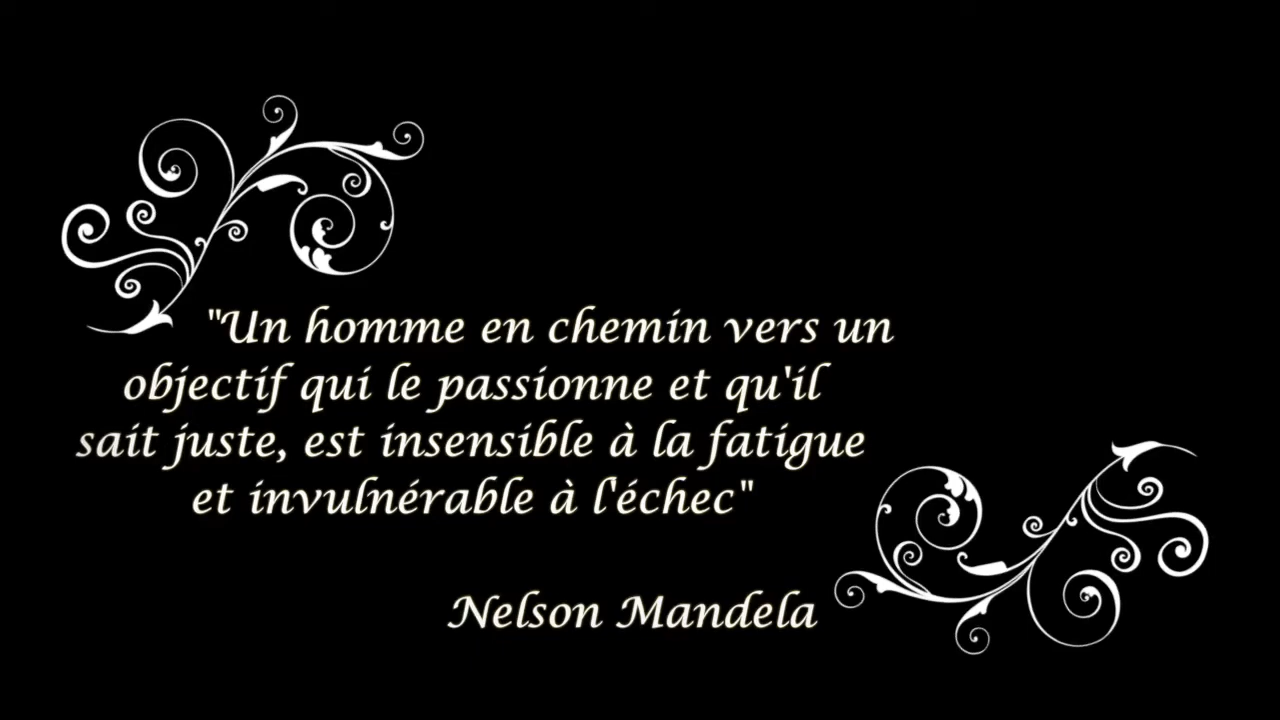 "Un homme en chemin vers un
objectif qui le passionne et qu'il
sait juste, est insensible à la fatigue
et invulnérable à l'échec"
Nelson Mandela